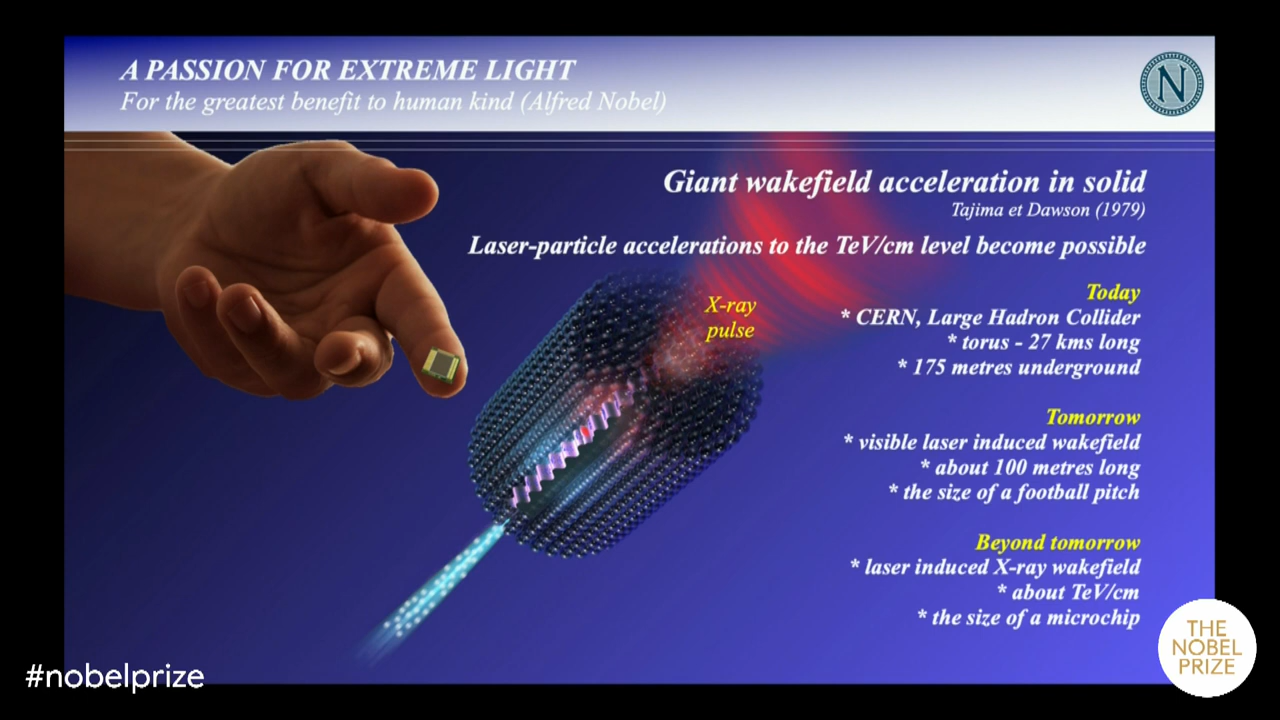 A PASSION FOR EXTREME LIGHT
For the greatest benefit to human kind (Alfred Nobel)
N
Giant wakefield acceleration in solid
Tajima et Dawson (1979)
Laser-particle accelerations to the TeV/cm level become possible
X-ray
pulse
Today
* CERN, Large Hadron Collider
* torus - 27 kms long
* 175 metres underground
Tomorrow
* visible laser induced wakefield
* about 100 metres long
* the size of a football pitch
Beyond tomorrow
* laser induced X-ray wakefield
* about TeV/cm
* the size of a microchip
THE
NOBEL
PRIZE
#nobelprize